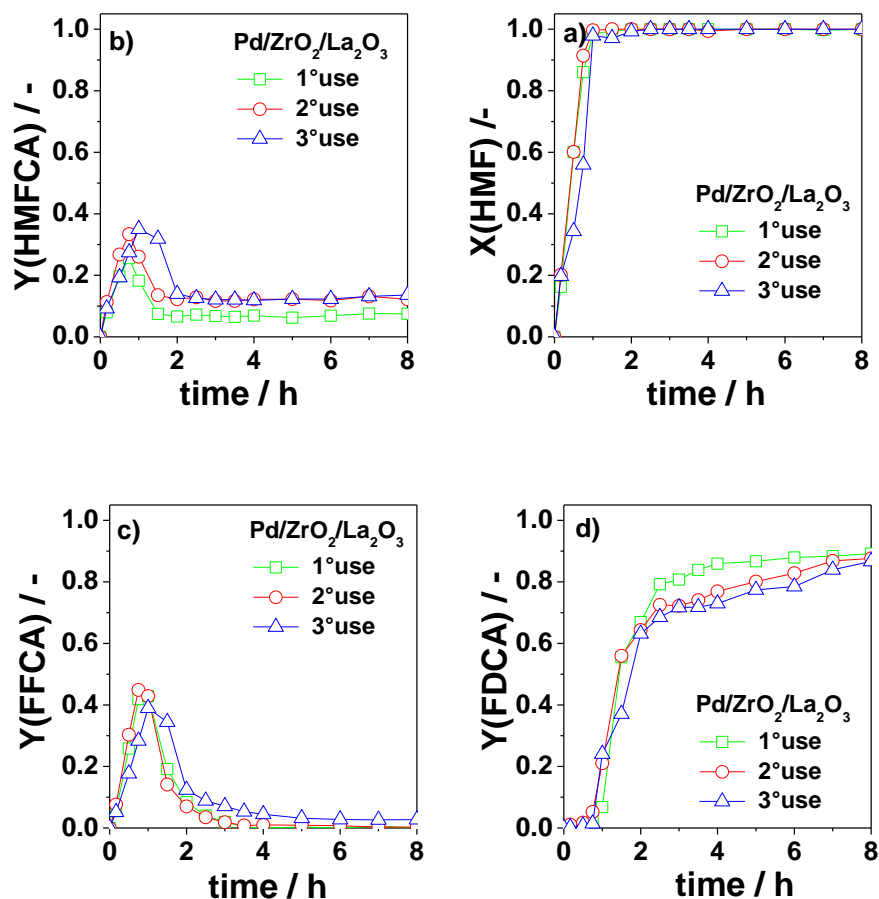 b)
Pd/ZrO₂/La₂O₃
1°use
2°use
3°use
Y(HMFCA) / -
1.0
0.8
0.6
0.4
0.2
0.0
0 2 4 6 8
time / h
a)
Pd/ZrO₂/La₂O₃
1°use
2°use
3°use
X(HMF) /-
1.0
0.8
0.6
0.4
0.2
0.0
0 2 4 6 8
time / h
c)
Pd/ZrO₂/La₂O₃
1°use
2°use
3°use
Y(FFCA) / -
1.0
0.8
0.6
0.4
0.2
0.0
0 2 4 6 8
time / h
d)
Pd/ZrO₂/La₂O₃
1°use
2°use
3°use
Y(FDCA) / -
1.0
0.8
0.6
0.4
0.2
0.0
0 2 4 6 8
time / h